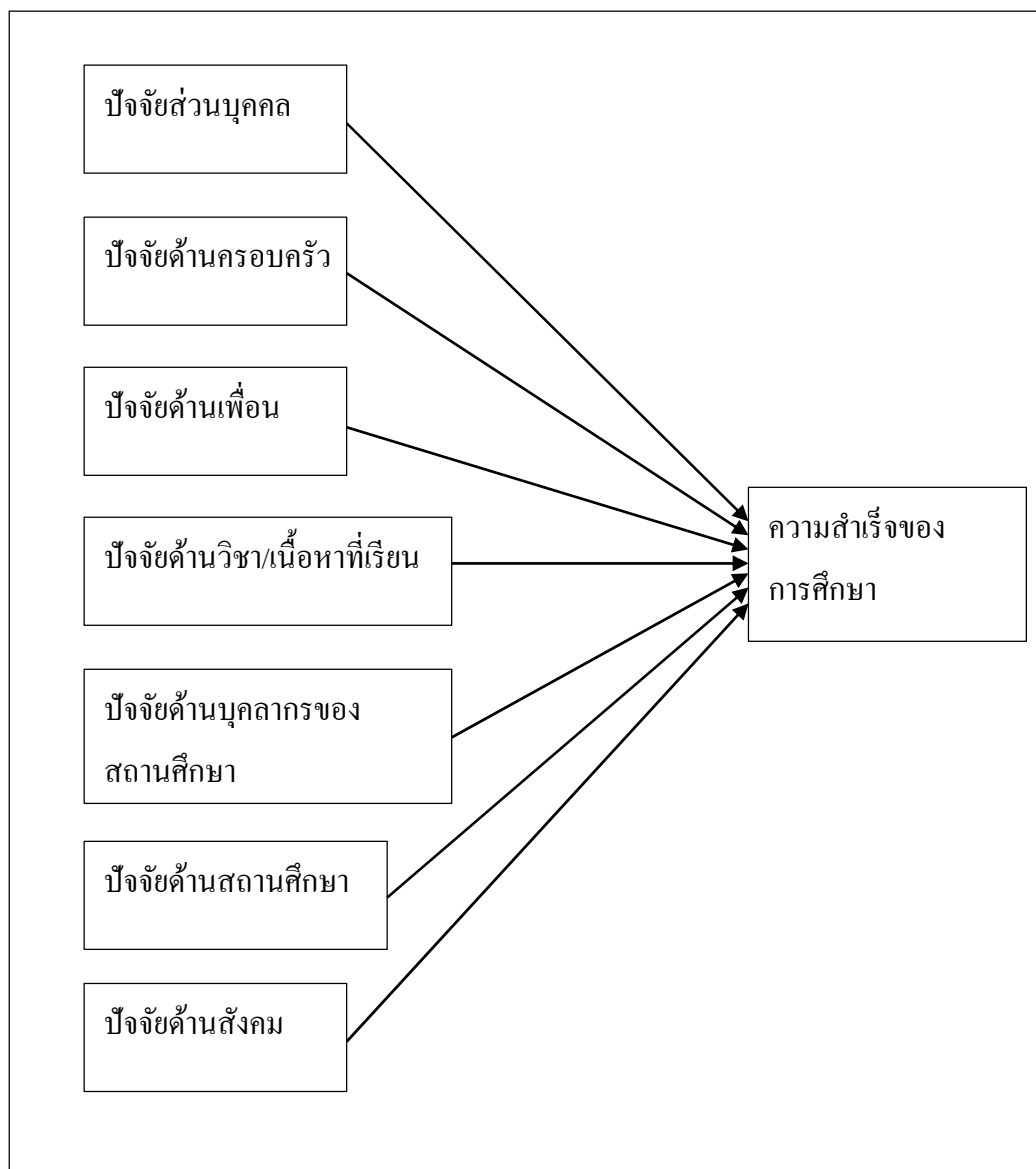 ปัจจัยส่วนบุคคล
ปัจจัยด้านครอบครัว
ปัจจัยด้านเพื่อน
ปัจจัยด้านวิชา/เนื้อหาที่เรียน
ปัจจัยด้านบุคลากรของ
สถานศึกษา
ปัจจัยด้านสถานศึกษา
ปัจจัยด้านสังคม
ความสำเร็จของ
การศึกษา